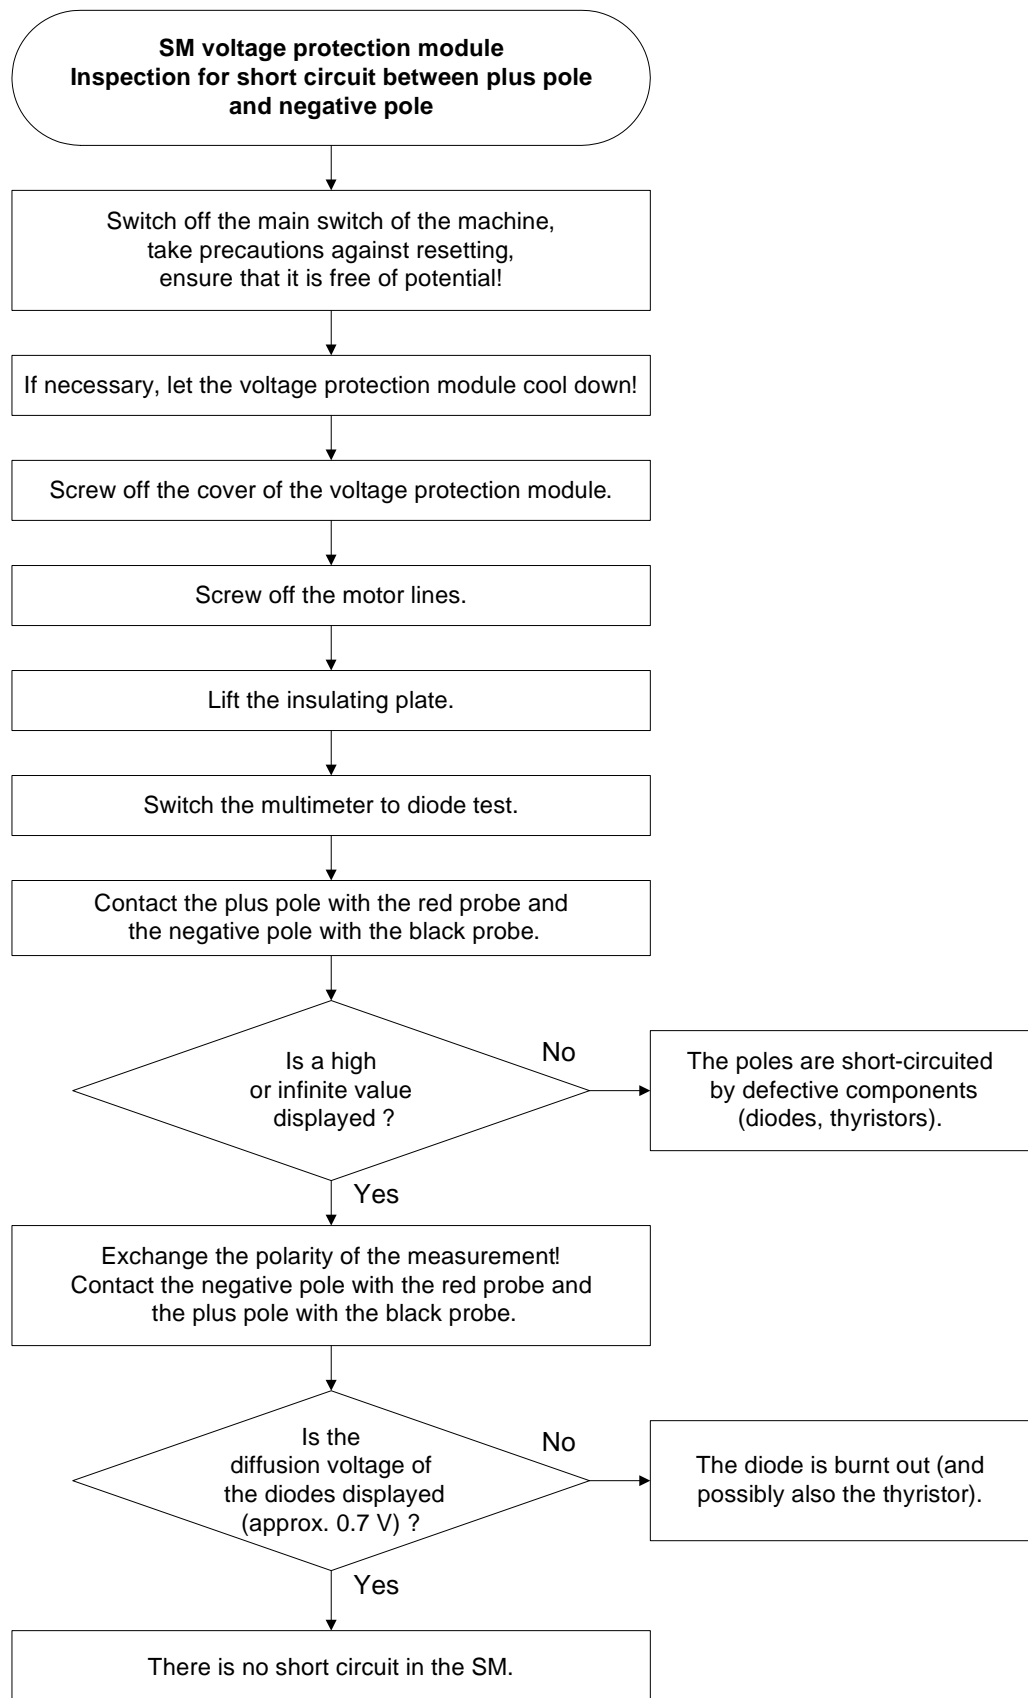 SM voltage protection module
Inspection for short circuit between plus pole
and negative pole
Switch off the main switch of the machine,
take precautions against resetting,
ensure that it is free of potential!
If necessary, let the voltage protection module cool down!
Screw off the cover of the voltage protection module.
Screw off the motor lines.
Lift the insulating plate.
Switch the multimeter to diode test.
Contact the plus pole with the red probe and
the negative pole with the black probe.
Is a high
or infinite value
displayed ?
No
The poles are short-circuited
by defective components
(diodes, thyristors).
Yes
Exchange the polarity of the measurement!
Contact the negative pole with the red probe and
the plus pole with the black probe.
Is the
diffusion voltage of
the diodes displayed
(approx. 0.7 V) ?
No
The diode is burnt out (and
possibly also the thyristor).
Yes
There is no short circuit in the SM.